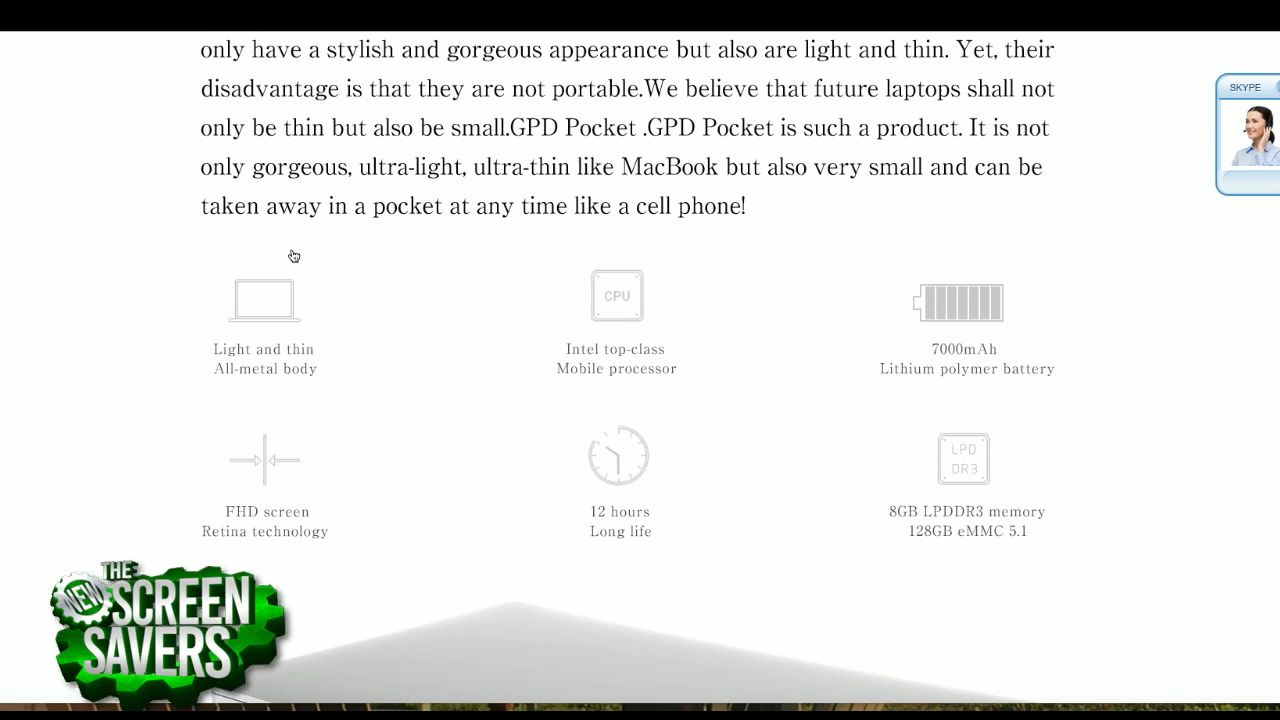 only have a stylish and gorgeous appearance but also are light and thin. Yet, their
disadvantage is that they are not portable.We believe that future laptops shall not
only be thin but also be small.GPD Pocket .GPD Pocket is such a product. It is not
only gorgeous, ultra-light, ultra-thin like MacBook but also very small and can be
taken away in a pocket at any time like a cell phone!
SKYPE
CPU
Light and thin
All-metal body
Intel top-class
Mobile processor
7000mAh
Lithium polymer battery
LPD
DR3
FHD screen
Retina technology
12 hours
Long life
8GB LPDDR3 memory
128GB eMMC 5.1
THE
NEW
SCREEN
SAVERS